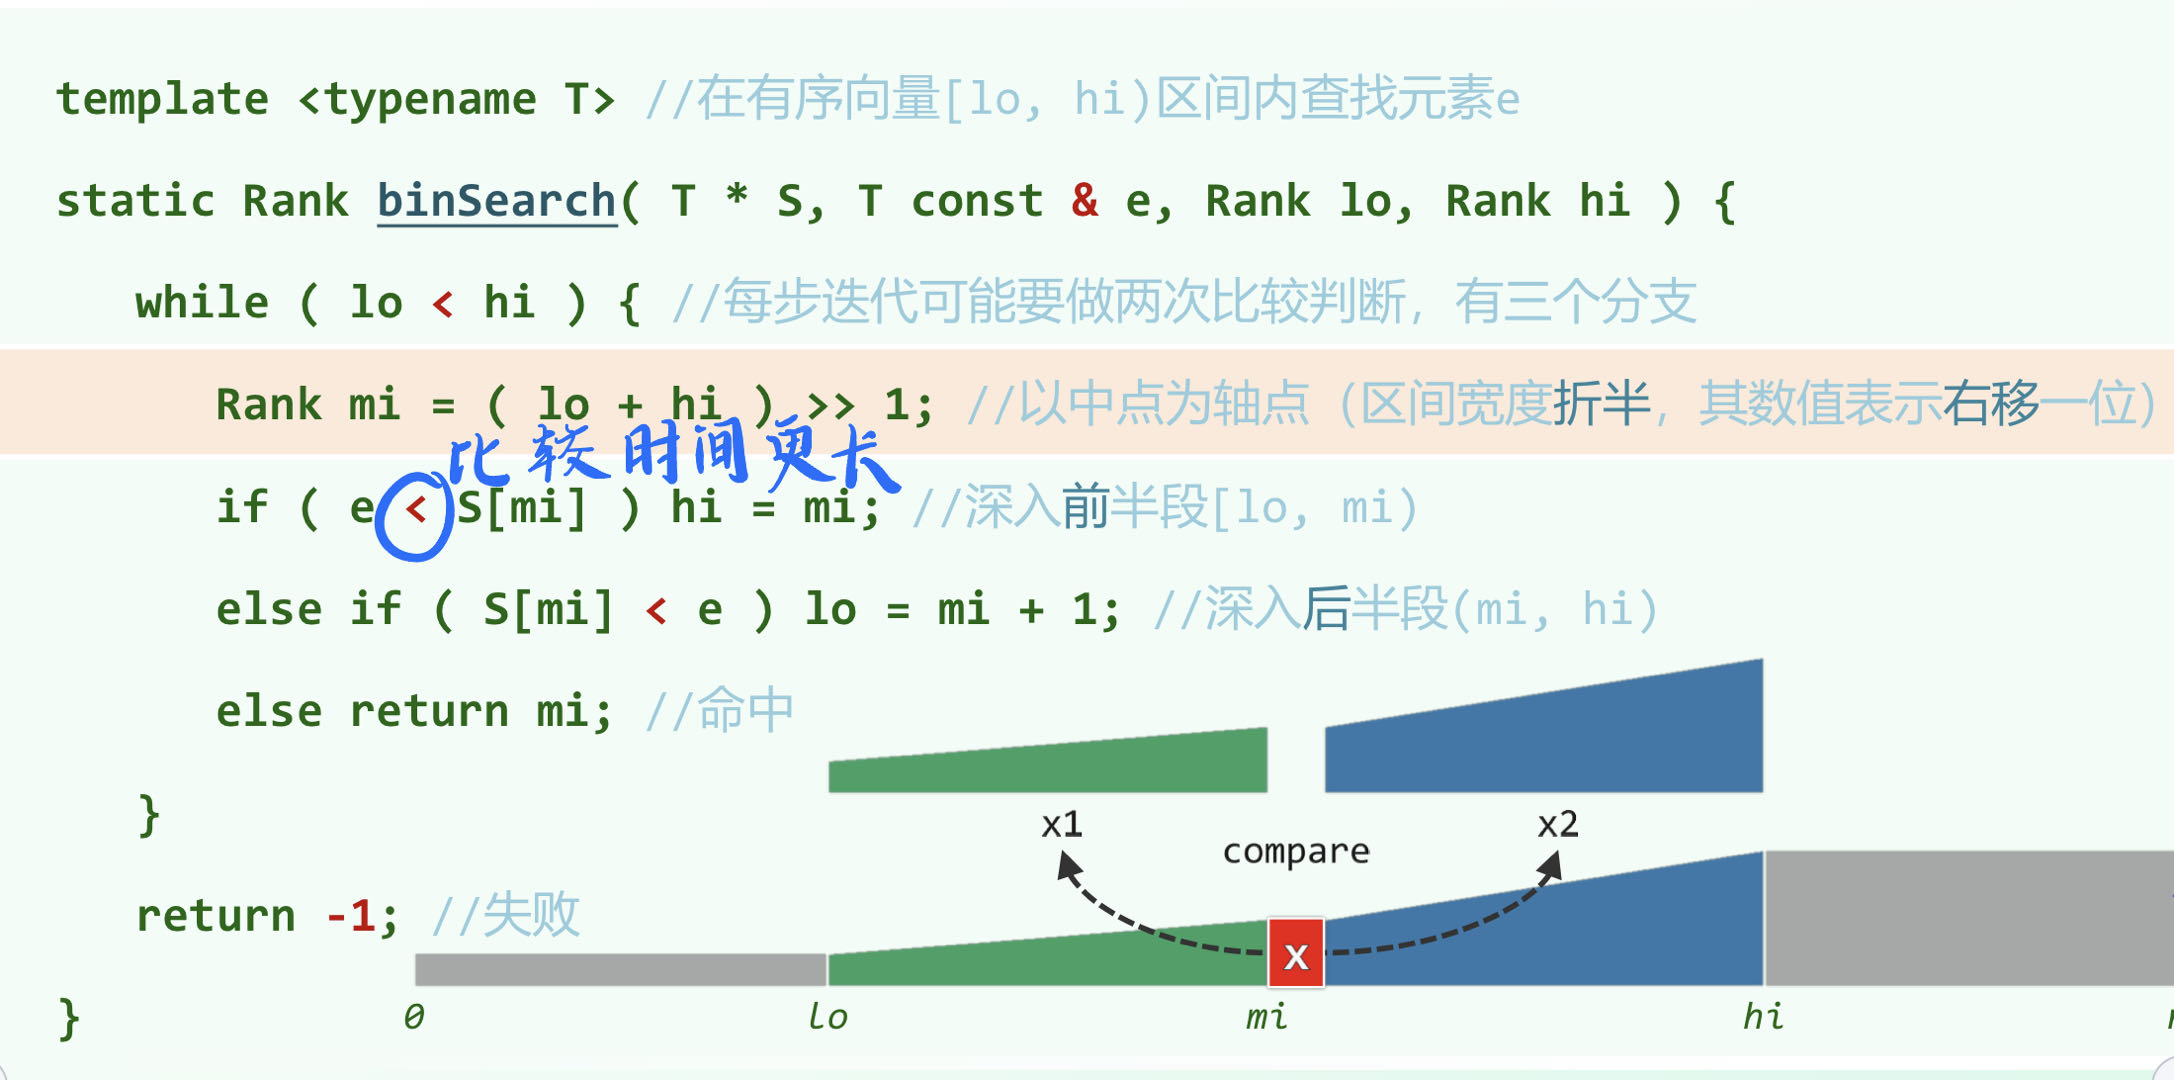 template <typename T> //在有序向量[lo, hi)区间内查找元素e
static Rank binSearch( T * S, T const & e, Rank lo, Rank hi ) {
while ( lo < hi ) { //每步迭代可能要做两次比较判断，有三个分支
Rank mi = ( lo + hi ) >> 1; //以中点为轴点（区间宽度折半，其数值表示右移一位）
比较时间更长
if ( e < S[mi] ) hi = mi; //深入前半段[lo, mi)
else if ( S[mi] < e ) lo = mi + 1; //深入后半段(mi, hi)
else return mi; //命中
}
x1 x2
compare
return -1; //失败
x
}
0 lo mi hi